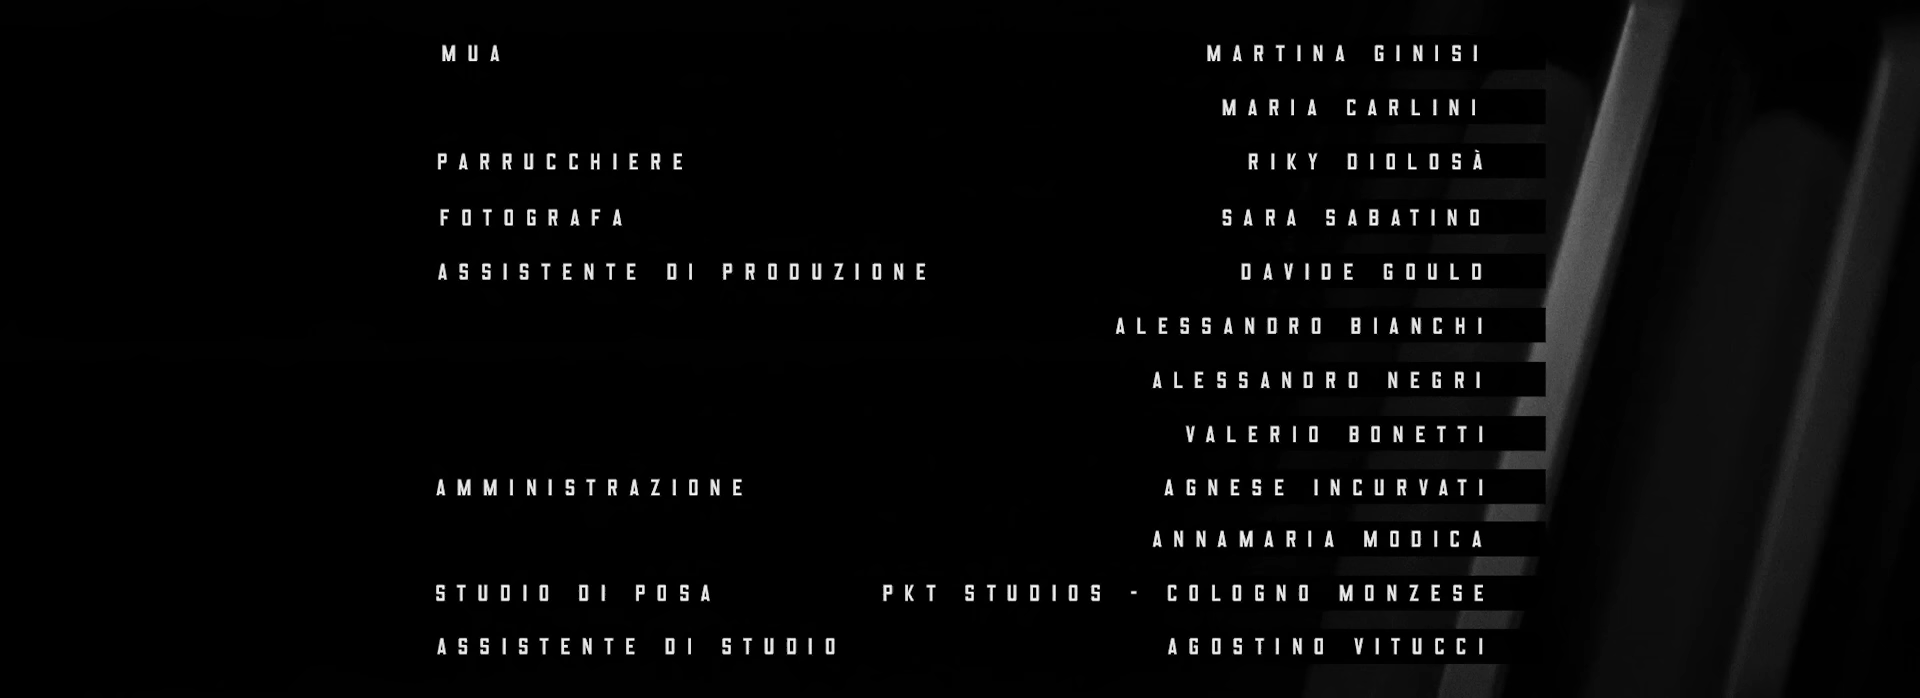 MUA MARTINA GINISI
MARIA CARLINI
PARRUCCHIERE RIKY DIOLOSÀ
FOTOGRAFA SARA SABATINO
ASSISTENTE DI PRODUZIONE DAVIDE GOULD
ALESSANDRO BIANCHI
ALESSANDRO NEGRI
VALERIO BONETTI
AMMINISTRAZIONE AGNESE INCURVATI
ANNAMARIA MODICA
STUDIO DI POSA PKT STUDIOS - COLOGNO MONZESE
ASSISTENTE DI STUDIO AGOSTINO VITUCCI